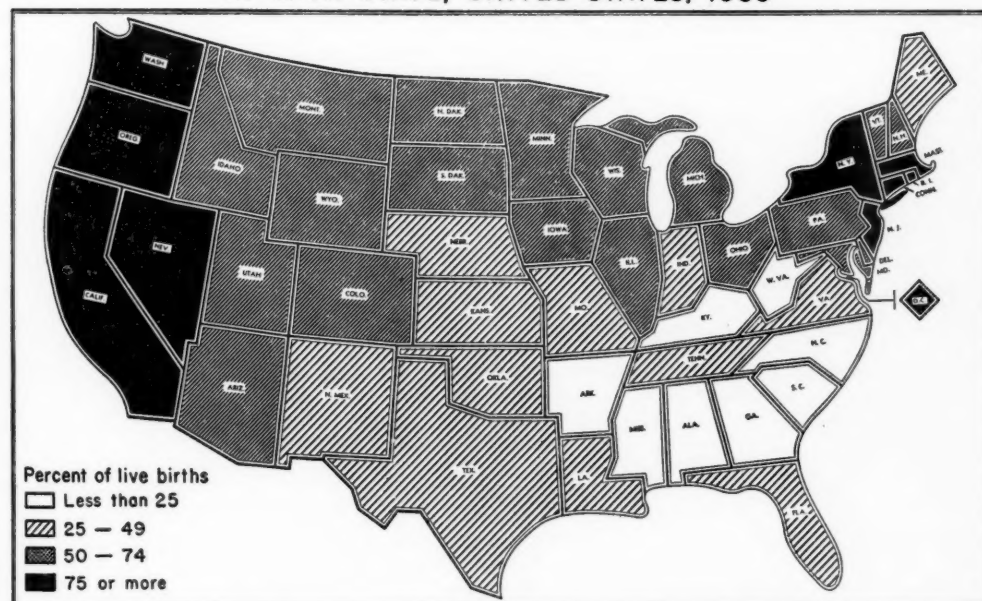 UNITED STATES,
WASH.
OREG.
CALIF.
NEV.
IDAHO
MONT.
WYO.
UTAH
COLO.
ARIZ.
N. MEX.
N. DAK.
S. DAK.
NEBR.
KANS.
OKLA.
TEX.
MINN.
IOWA
MO.
ARK.
LA.
WIS.
ILL.
MICH.
IND.
OHIO
KY.
TENN.
MISS.
ALA.
GA.
FLA.
S. C.
N. C.
VA.
W. VA.
PA.
N. Y.
VT.
N. H.
ME.
MASS.
R. I.
CONN.
N. J.
DEL.
MD.
D. C.
Percent of live births
Less than 25
25 — 49
50 — 74
75 or more